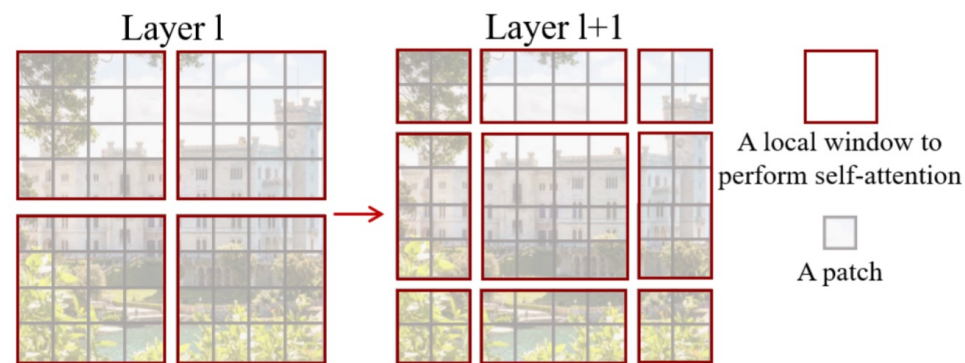 Layer l
Layer l+1
A local window to
perform self-attention
A patch